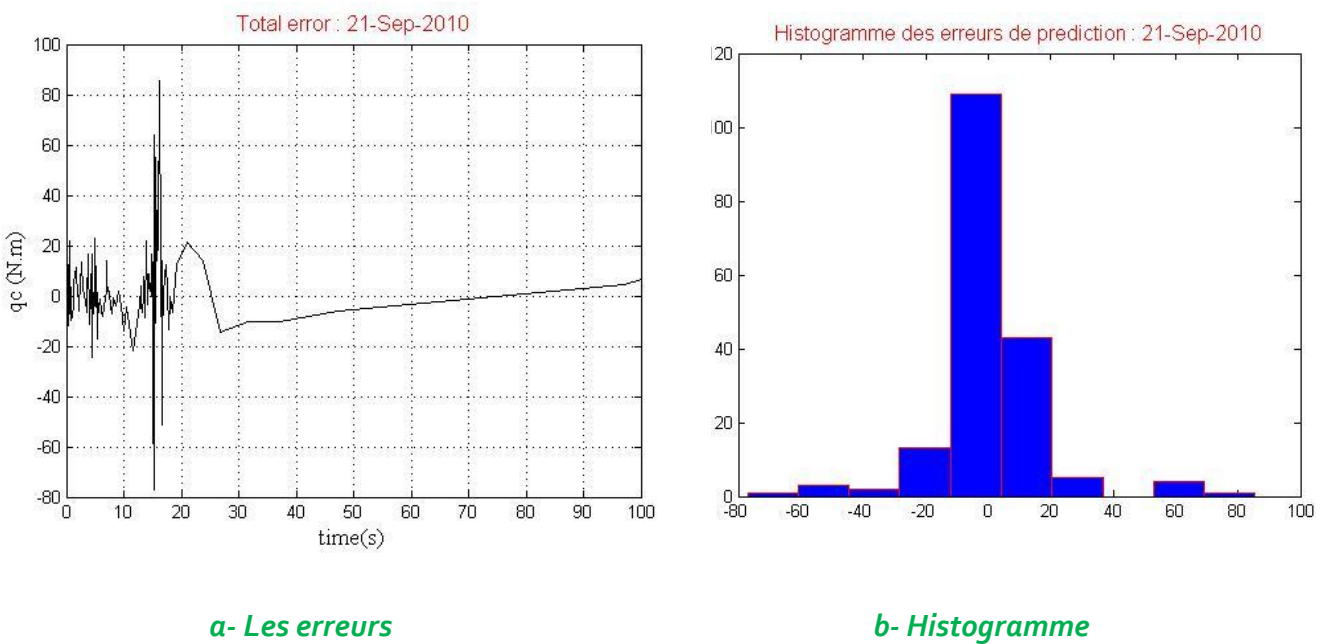 Total error : 21-Sep-2010
100
80
60
40
20
0
-20
-40
-60
-80
qc (N.m)
0 10 20 30 40 50 60 70 80 90 100
time(s)
Histogramme des erreurs de prediction : 21-Sep-2010
120
100
80
60
40
20
0
-80 -60 -40 -20 0 20 40 60 80 100
a- Les erreurs
b- Histogramme